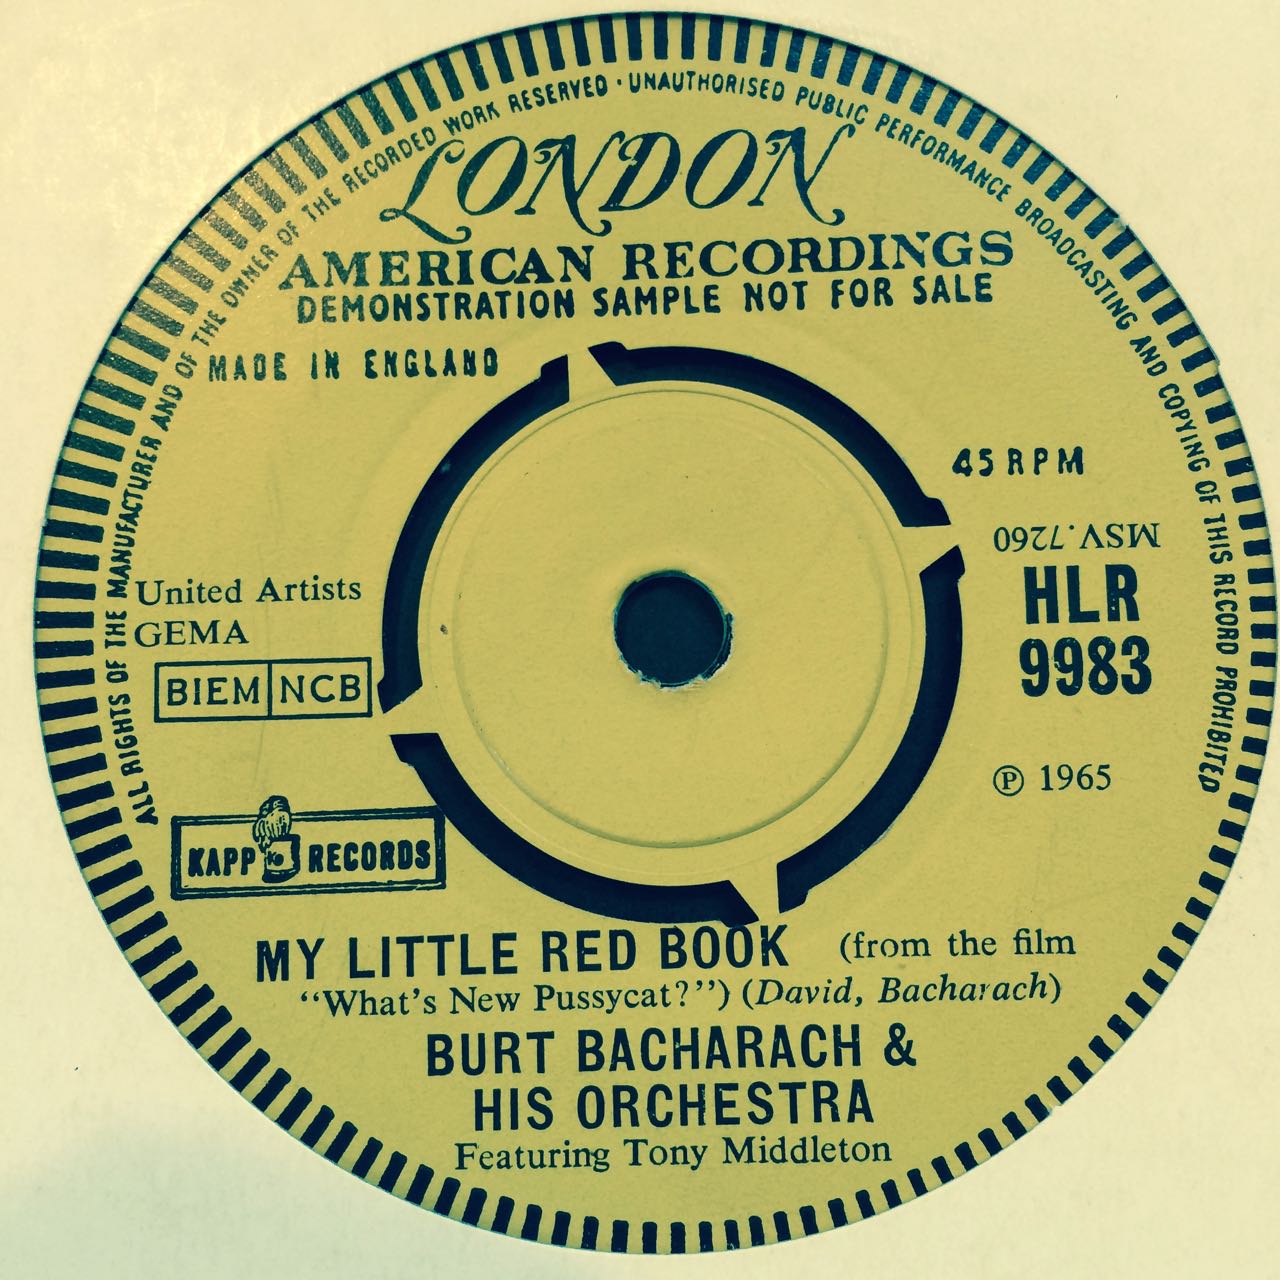 ALL RIGHTS OF THE MANUFACTURER AND OF THE OWNER OF THE RECORDED WORK RESERVED · UNAUTHORISED PUBLIC PERFORMANCE BROADCASTING AND COPYING OF THIS RECORD PROHIBITED
LONDON
AMERICAN RECORDINGS
DEMONSTRATION SAMPLE NOT FOR SALE
MADE IN ENGLAND
45 RPM
MSV.7260
HLR
9983
United Artists
GEMA
BIEM NCB
℗ 1965
KAPP K RECORDS
MY LITTLE RED BOOK (from the film
“What's New Pussycat?”) (David, Bacharach)
BURT BACHARACH &
HIS ORCHESTRA
Featuring Tony Middleton